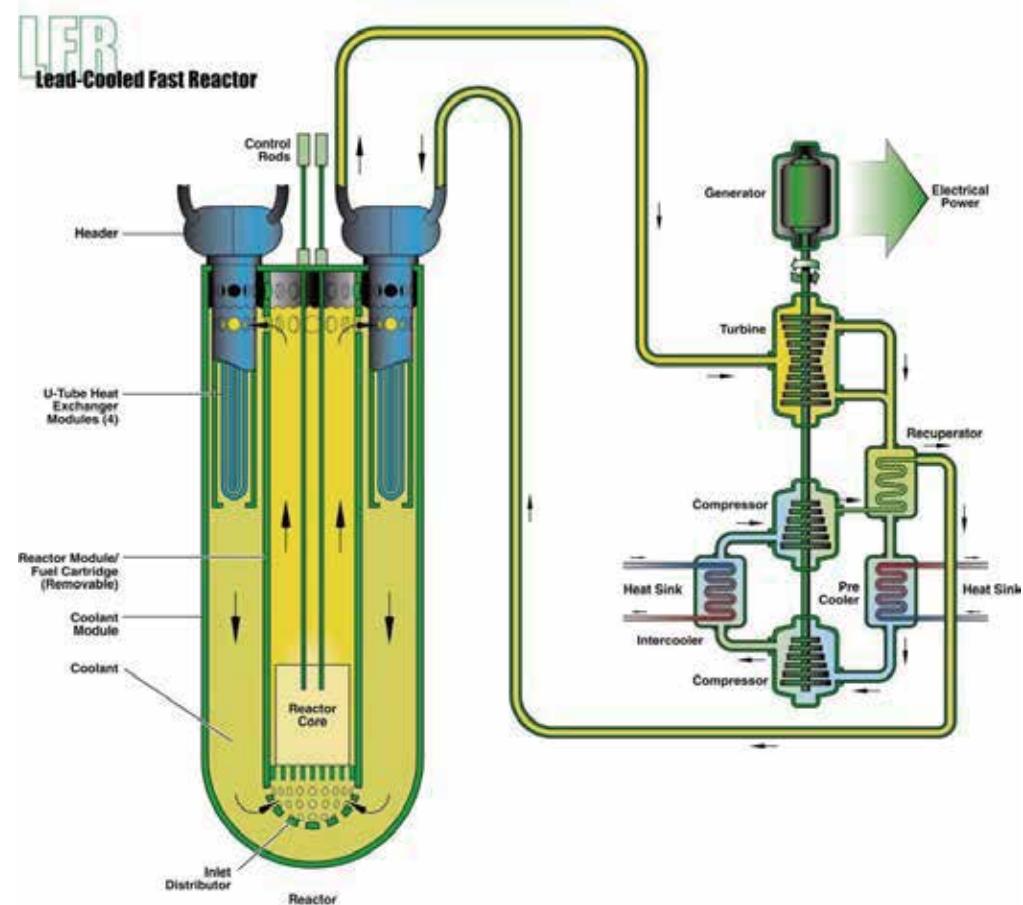 LFR
Lead-Cooled Fast Reactor
Control
Rods
Header
U-Tube Heat
Exchanger
Modules (4)
Reactor Module/
Fuel Cartridge
(Removable)
Coolant
Module
Coolant
Reactor
Core
Inlet
Distributor
Reactor
Generator
Electrical
Power
Turbine
Recuperator
Compressor
Heat Sink
Pre
Cooler
Heat Sink
Intercooler
Compressor